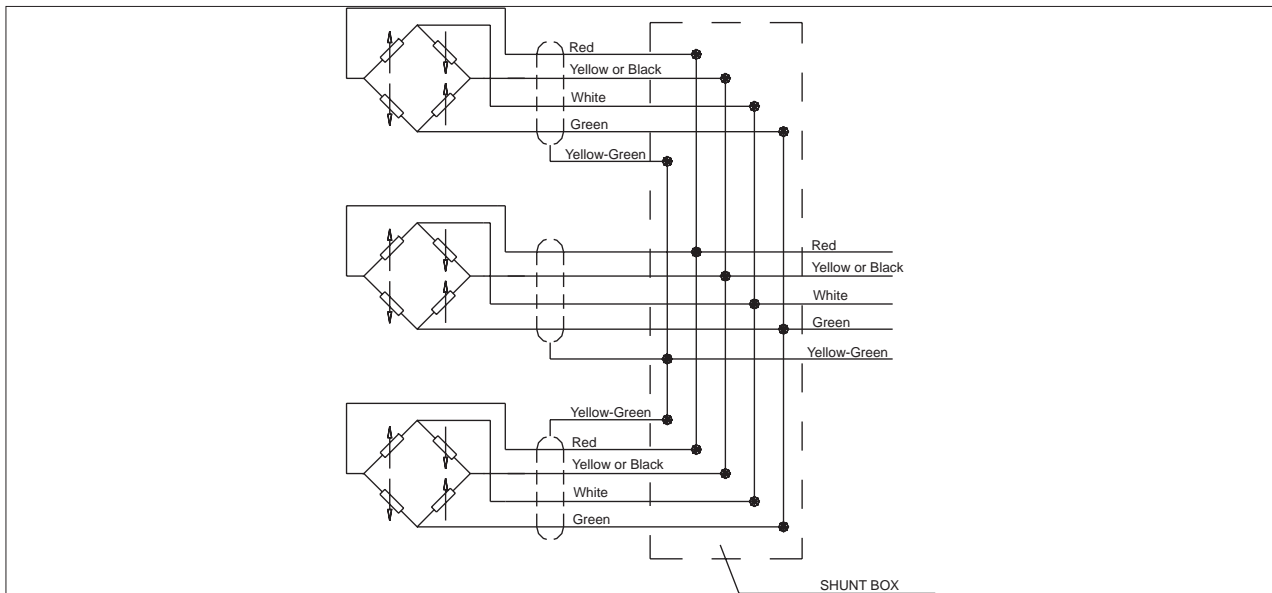 Red
Yellow or Black
White
Green
Yellow-Green
Red
Yellow or Black
White
Green
Yellow-Green
Yellow-Green
Red
Yellow or Black
White
Green
SHUNT BOX